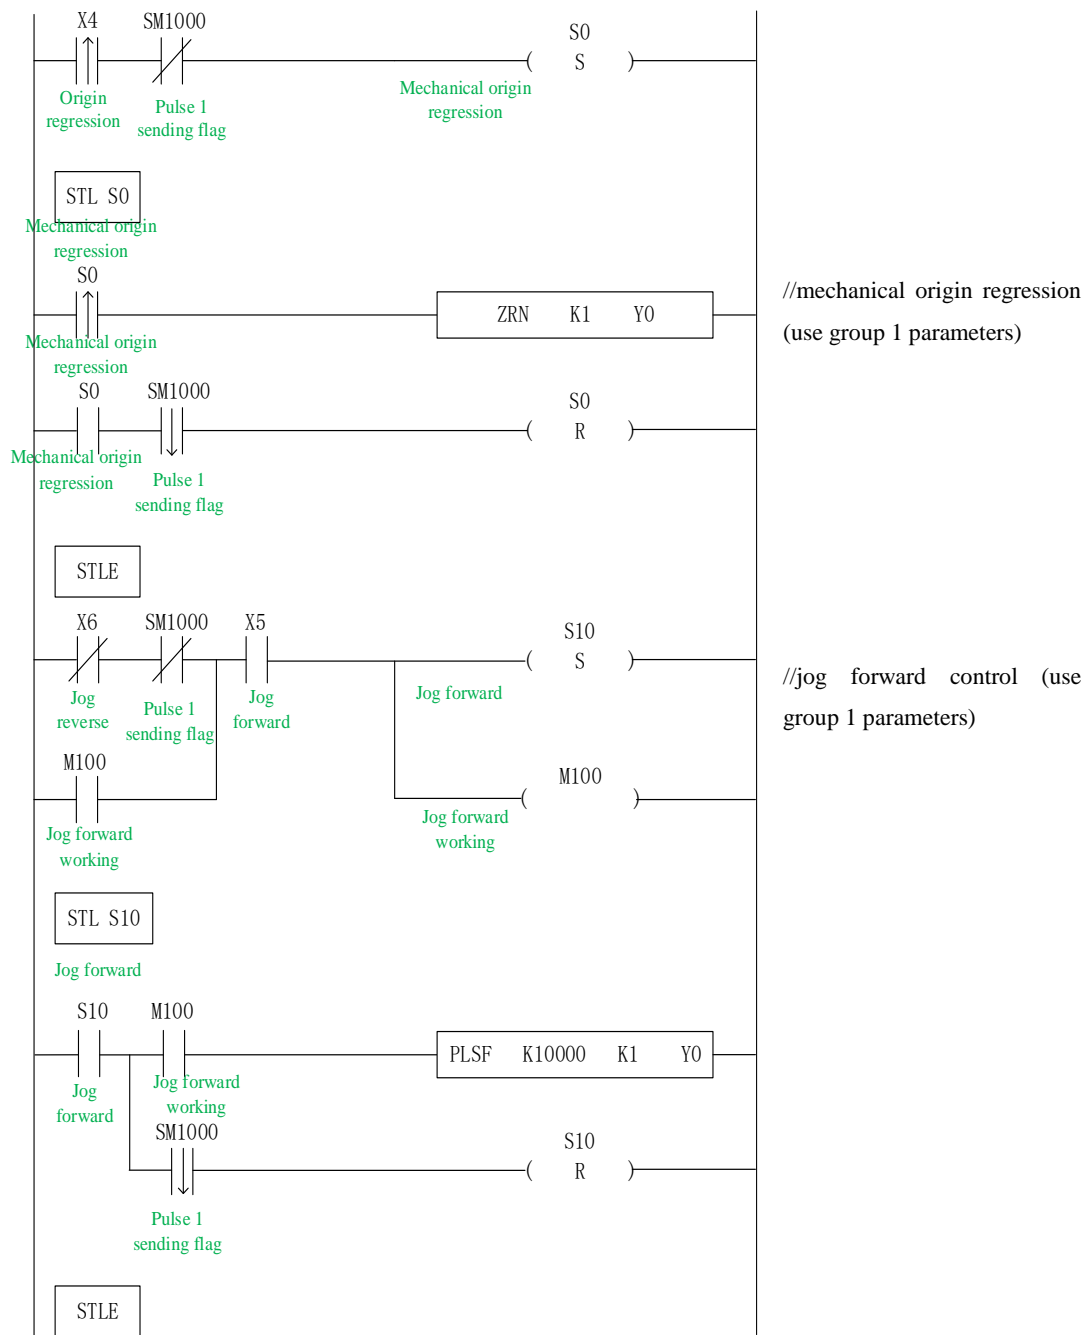 X4 SM1000 S0
( S )
Origin
regression
Pulse 1
sending flag
Mechanical origin
regression
STL S0
Mechanical origin
regression
S0
ZRN K1 Y0
Mechanical origin
regression
//mechanical origin regression
(use group 1 parameters)
S0 SM1000 S0
( R )
Mechanical origin
regression
Pulse 1
sending flag
STLE
X6 SM1000 X5 S10
( S )
Jog
reverse
Pulse 1
sending flag
Jog
forward
Jog forward
//jog forward control (use
group 1 parameters)
M100 M100
( )
Jog forward
working
Jog forward
working
STL S10
Jog forward
S10 M100
PLSF K10000 K1 Y0
Jog
forward
Jog forward
working
SM1000 S10
( R )
Pulse 1
sending flag
STLE